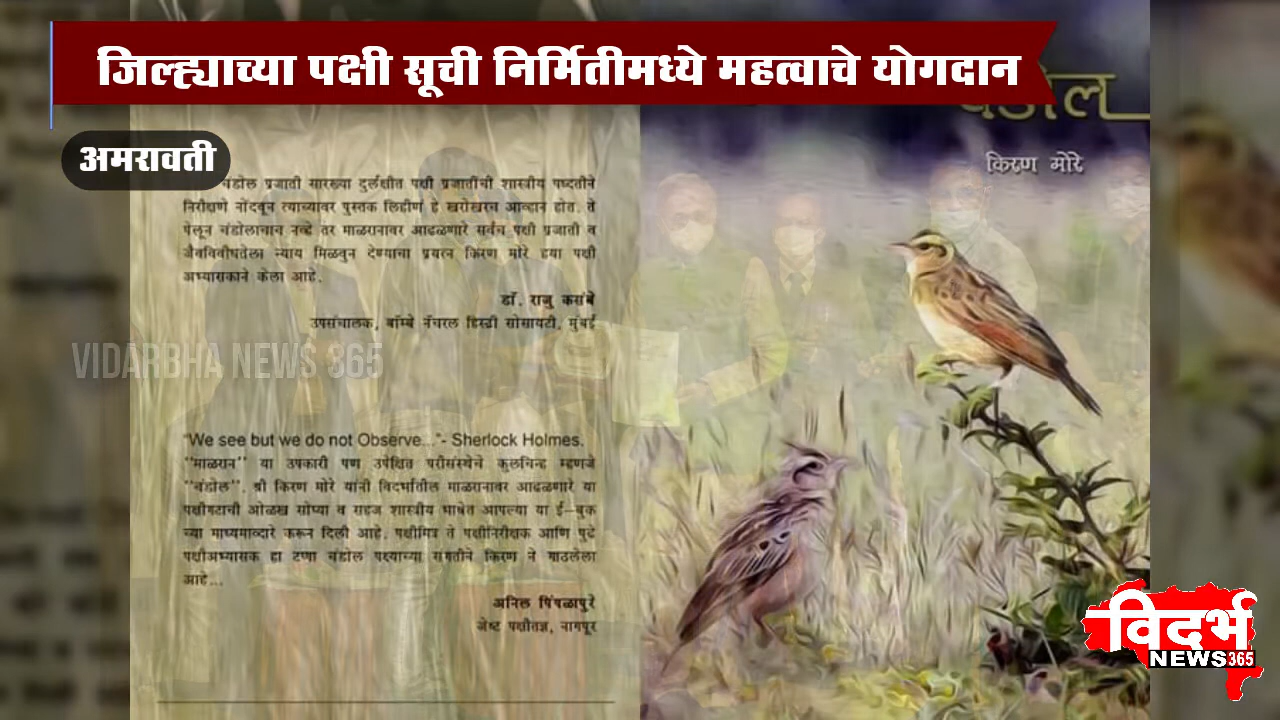 जिल्ह्याच्या पक्षी सूची निर्मितीमध्ये महत्वाचे योगदान
अमरावती
चंडोल
किरण मोरे
चंडोल प्रजाती सारख्या दुर्लक्षीत पक्षी प्रजातींची शास्त्रीय पध्दतीने
निरीक्षणे नोंदवून त्याच्यावर पुस्तक लिहीणं हे खरोखरच आव्हान होत. ते
पेलून चंडोलाचाच नव्हे तर माळरानावर आढळणारे सर्वच पक्षी प्रजाती व
जैवविवीधतेला न्याय मिळवून देण्याचा प्रयत्न किरण मोरे हया पक्षी
अभ्यासकाने केला आहे.
डॉ. राजु कसंबे
उपसंचालक, बॉम्बे नॅचरल हिस्ट्री सोसायटी, मुंबई
VIDARBHA NEWS 365
"We see but we do not Observe..."- Sherlock Holmes.
''माळरान'' या उपकारी पण उपेक्षित परीसंस्थेचे कुलचिन्ह म्हणजे
''चंडोल''. श्री किरण मोरे यांनी विदर्भातील माळरानावर आढळणारे या
पक्षीगटाची ओळख सोप्या व सहज शास्त्रीय भाषेत आपल्या या ई-बुक
च्या माध्यमाव्दारे करून दिली आहे. पक्षीमित्र ते पक्षीनिरीक्षक आणि पुढे
पक्षीअभ्यासक हा टप्पा चंडोल पक्ष्याच्या संगतीने किरण ने गाठलेला
आहे...
अनिल पिंपळापुरे
जेष्ट पक्षीतज्ञ, नागपूर
विदर्भ
NEWS 365